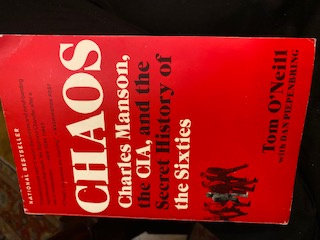 NATIONAL BESTSELLER
CHAOS
Charles Manson,
the CIA, and the
Secret History of
the Sixties
Tom O'Neill
WITH DAN PIEPENBRING